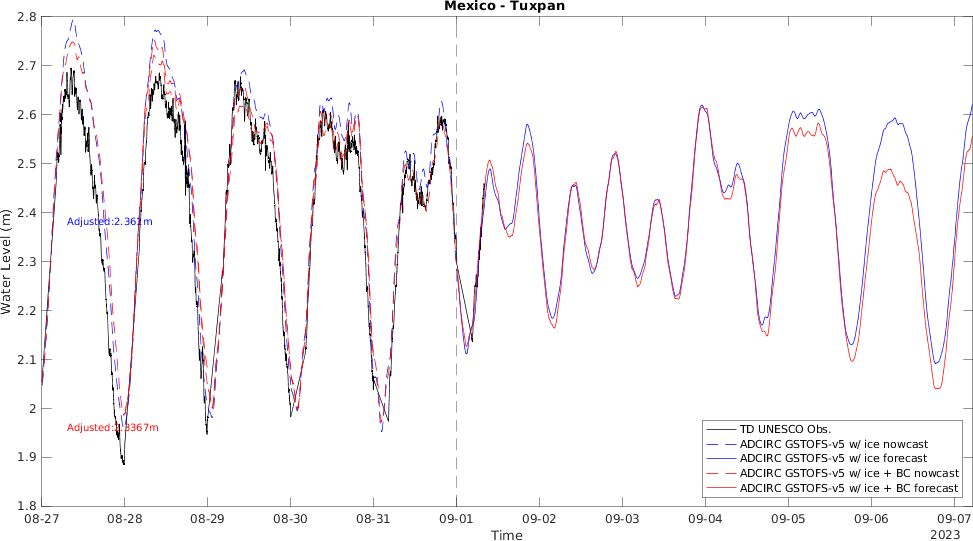 Mexico - Tuxpan
2.8
2.7
2.6
2.5
2.4
2.3
2.2
2.1
2
1.9
1.8
Water Level (m)
Adjusted:2.361m
Adjusted:2.3367m
TD UNESCO Obs.
ADCIRC GSTOFS-v5 w/ ice nowcast
ADCIRC GSTOFS-v5 w/ ice forecast
ADCIRC GSTOFS-v5 w/ ice + BC nowcast
ADCIRC GSTOFS-v5 w/ ice + BC forecast
08-27 08-28 08-29 08-30 08-31 09-01 09-02 09-03 09-04 09-05 09-06 09-07
Time
2023